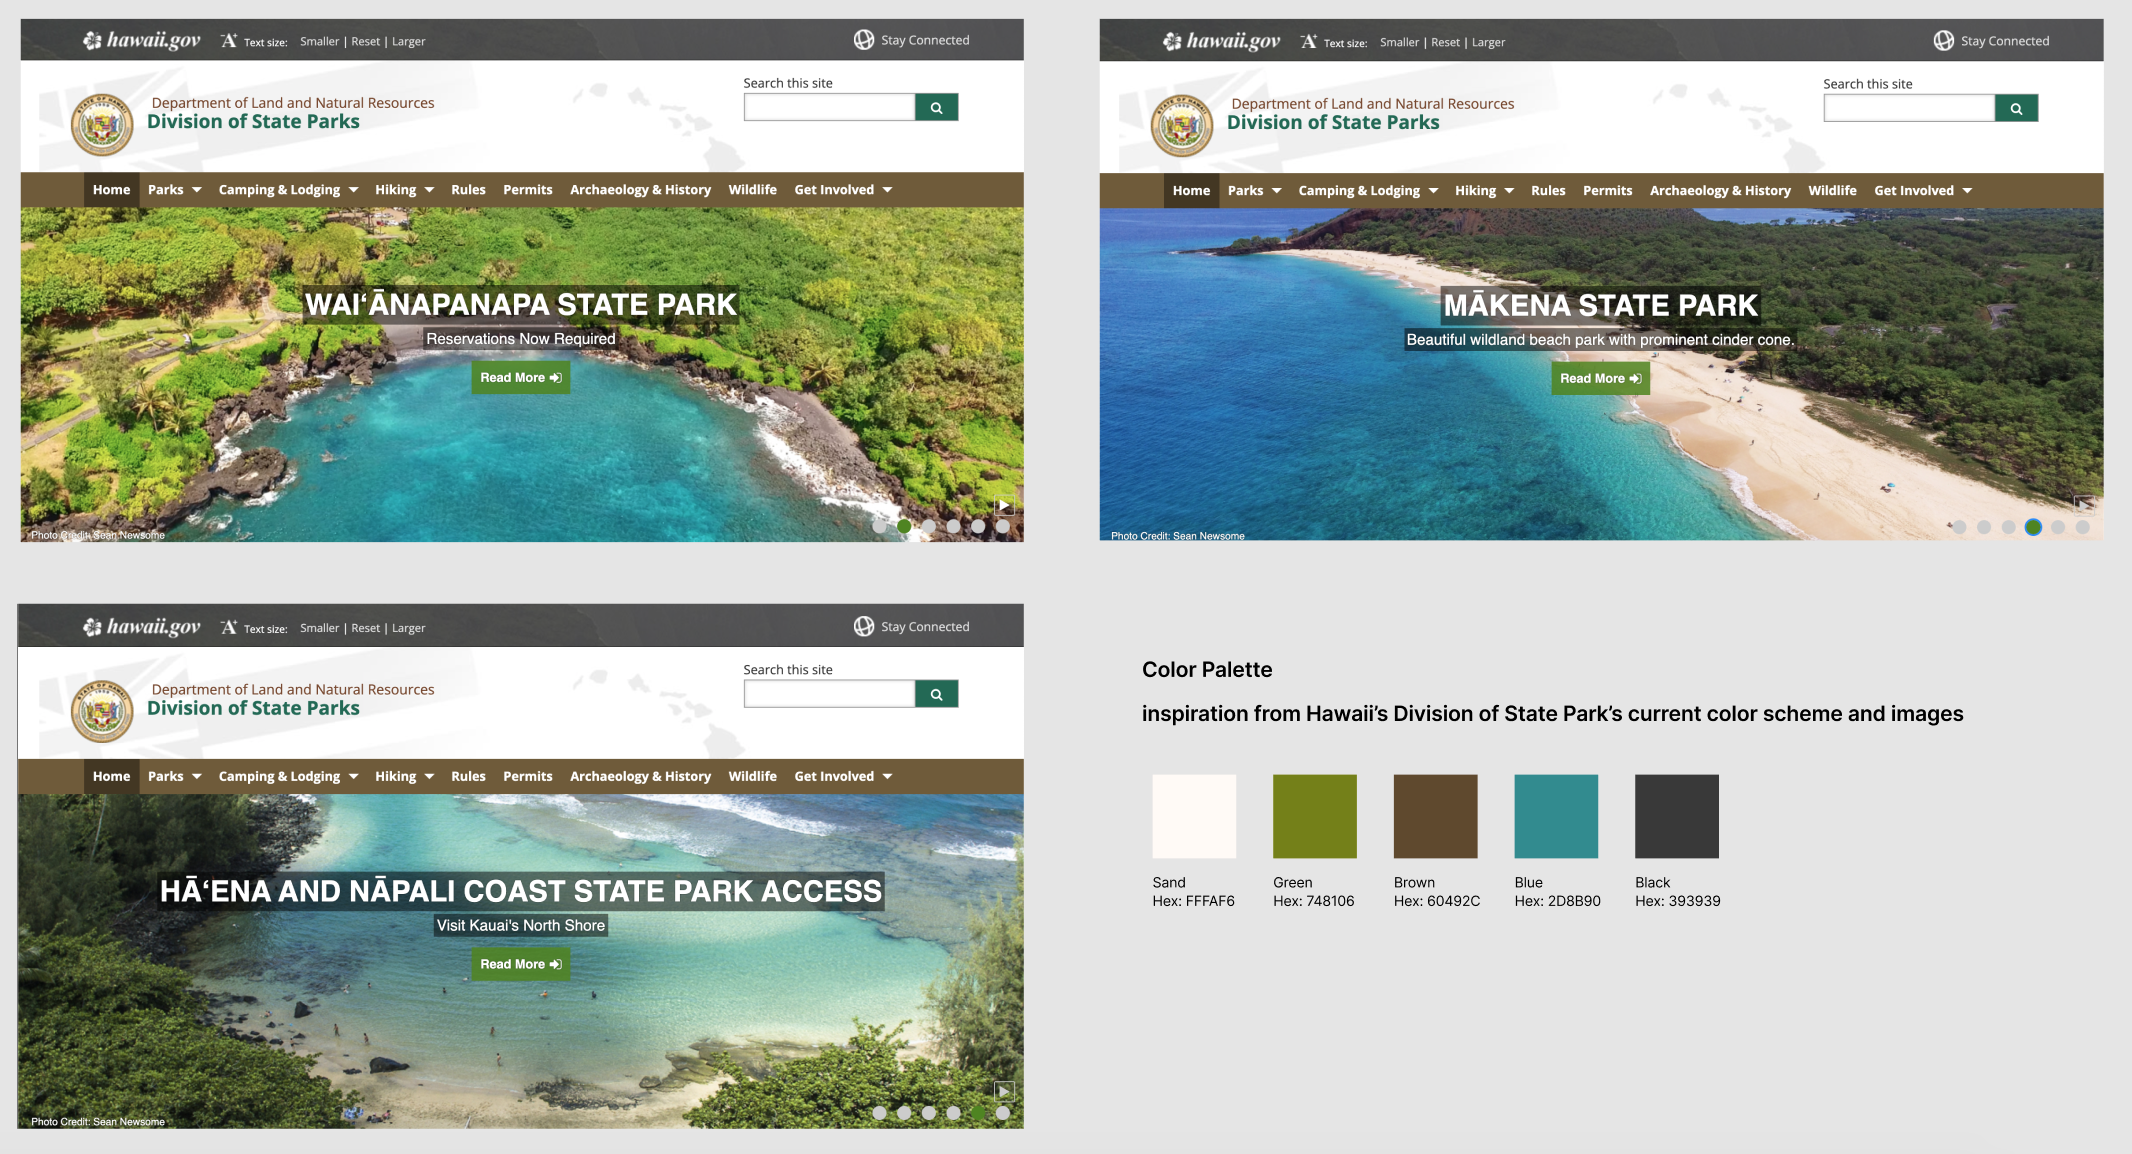 hawaii.gov Text size: Smaller | Reset | Larger Stay Connected
Search this site
Department of Land and Natural Resources
Division of State Parks
Home Parks Camping & Lodging Hiking Rules Permits Archaeology & History Wildlife Get Involved
WAIʻĀNAPANAPA STATE PARK
Reservations Now Required
Read More
Photo Credit: Sean Newsome
hawaii.gov Text size: Smaller | Reset | Larger Stay Connected
Search this site
Department of Land and Natural Resources
Division of State Parks
Home Parks Camping & Lodging Hiking Rules Permits Archaeology & History Wildlife Get Involved
MĀKENA STATE PARK
Beautiful wildland beach park with prominent cinder cone.
Read More
Photo Credit: Sean Newsome
hawaii.gov Text size: Smaller | Reset | Larger Stay Connected
Search this site
Department of Land and Natural Resources
Division of State Parks
Home Parks Camping & Lodging Hiking Rules Permits Archaeology & History Wildlife Get Involved
HĀʻENA AND NĀPALI COAST STATE PARK ACCESS
Visit Kauai's North Shore
Read More
Photo Credit: Sean Newsome
Color Palette
inspiration from Hawaii's Division of State Park's current color scheme and images
Sand Green Brown Blue Black
Hex: FFFAF6 Hex: 748106 Hex: 60492C Hex: 2D8B90 Hex: 393939